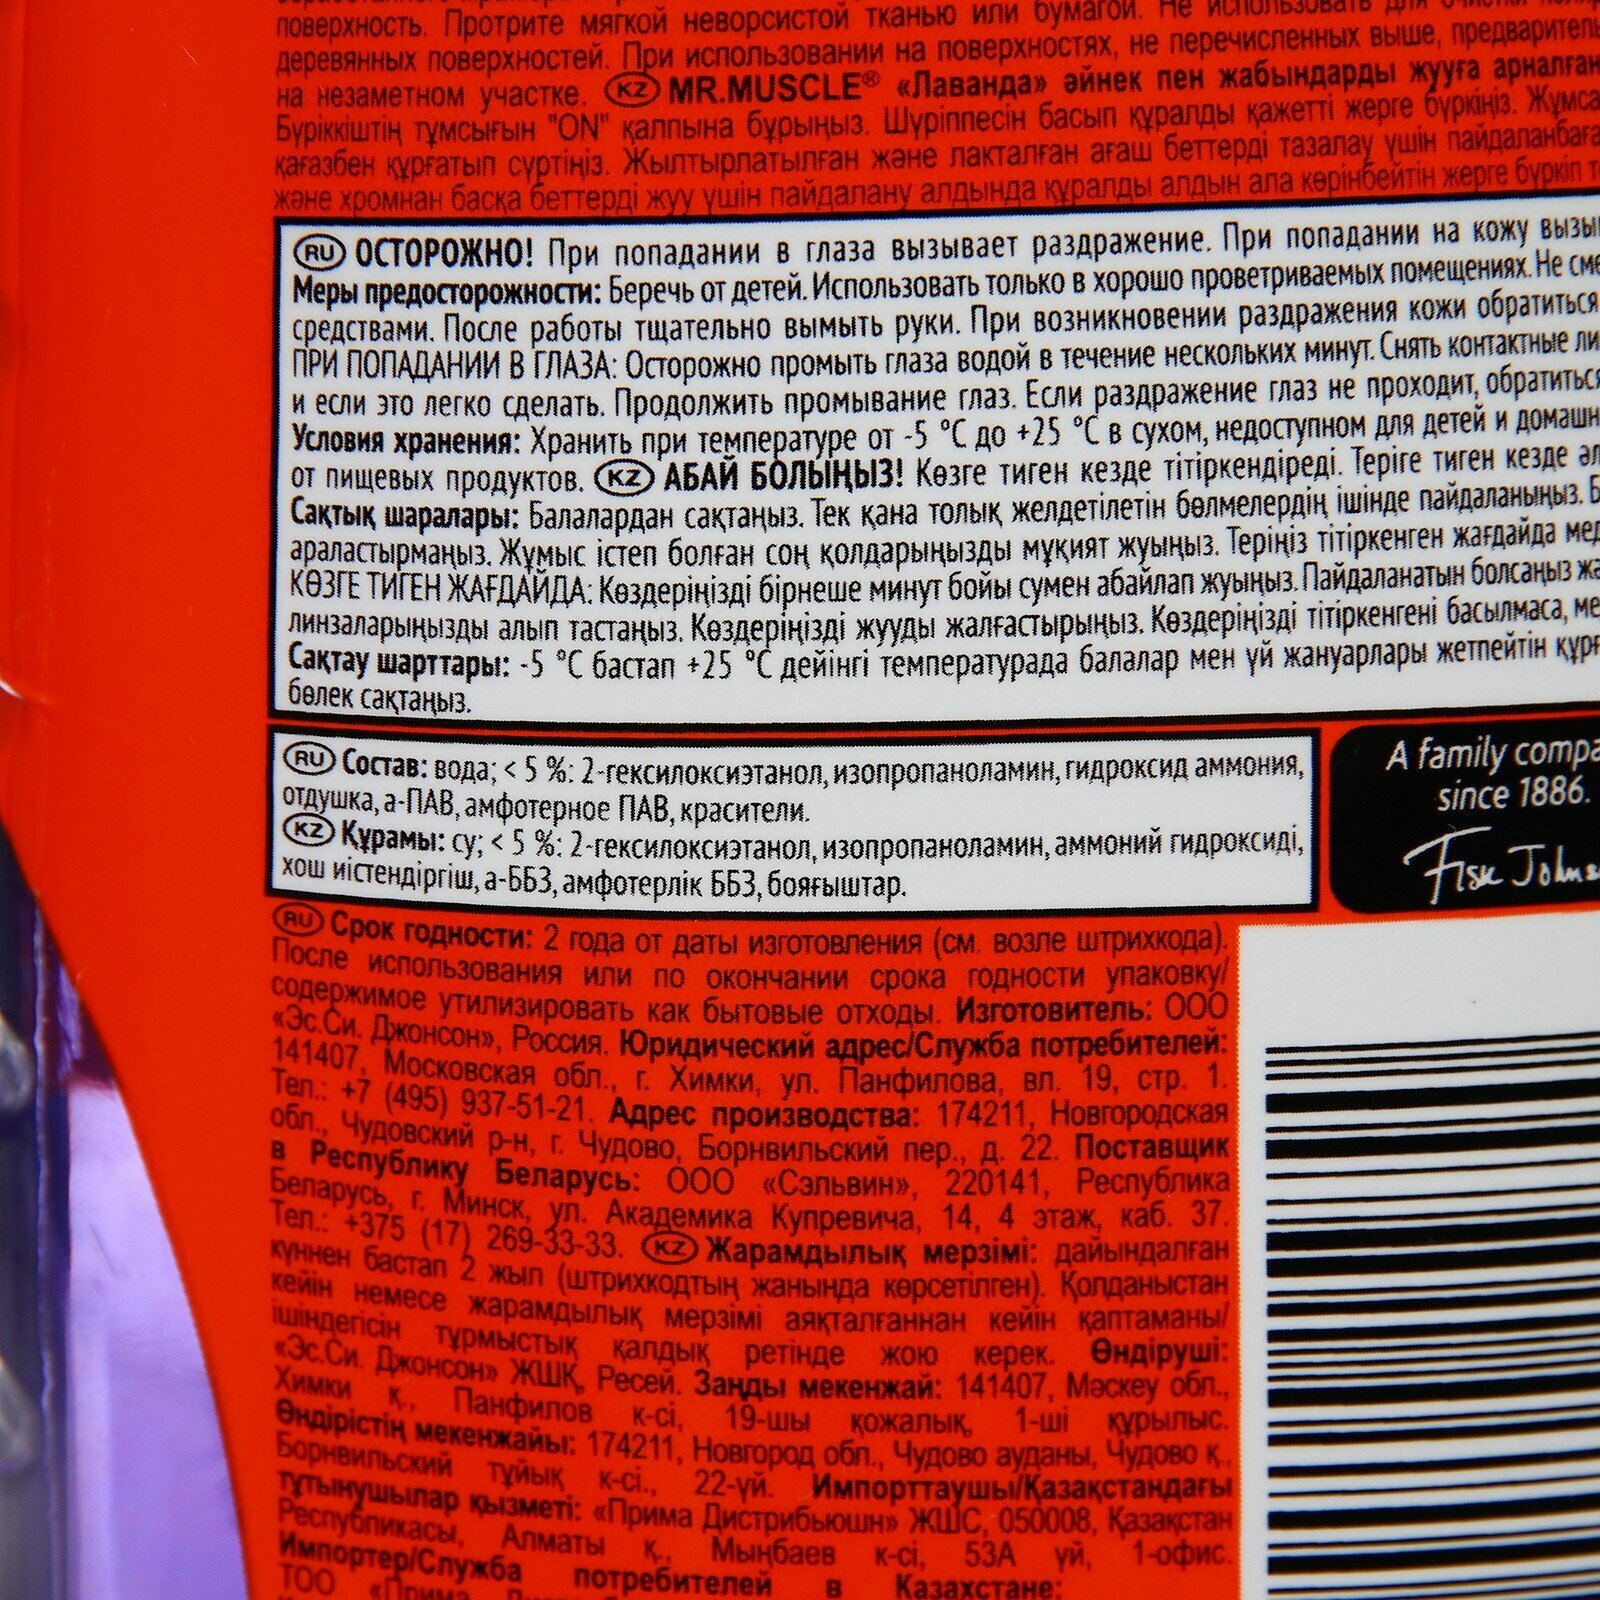 поверхность. Протрите мягкой неворсистой тканью или бумагой. Не использовать для очистки
деревянных поверхностей. При использовании на поверхностях, не перечисленных выше, предваритель
на незаметном участке. KZ MR.MUSCLE® «Лаванда» әйнек пен жабындарды жууға арналған
Бүріккіштің тұмсығын "ON" қалпына бұрыңыз. Шүріппесін басып құралды қажетті жерге бүркіңіз. Жұмса
қағазбен құрғатып сүртіңіз. Жылтырлатылған және лакталған ағаш беттерді тазалау үшін пайдаланбаға
және хромнан басқа беттерді жуу үшін пайдалану алдында құралды алдын ала көрінбейтін жерге бүркіп т
RU ОСТОРОЖНО! При попадании в глаза вызывает раздражение. При попадании на кожу вызы
Меры предосторожности: Беречь от детей. Использовать только в хорошо проветриваемых помещениях. Не сме
средствами. После работы тщательно вымыть руки. При возникновении раздражения кожи обратиться
ПРИ ПОПАДАНИИ В ГЛАЗА: Осторожно промыть глаза водой в течение нескольких минут. Снять контактные ли
и если это легко сделать. Продолжить промывание глаз. Если раздражение глаз не проходит, обратиться
Условия хранения: Хранить при температуре от -5 °C до +25 °C в сухом, недоступном для детей и домашн
от пищевых продуктов. KZ АБАЙ БОЛЫҢЫЗ! Көзге тиген кезде тітіркендіреді. Теріге тиген кезде ал
Сақтық шаралары: Балалардан сақтаңыз. Тек қана толық желдетілетін бөлмелердің ішінде пайдаланыңыз. Б
араластырмаңыз. Жұмыс істеп болған соң қолдарыңызды мұқият жуыңыз. Теріңіз тітіркенген жағдайда мед
КӨЗГЕ ТИГЕН ЖАҒДАЙДА: Көздеріңізді бірнеше минут бойы сумен абайлап жуыңыз. Пайдаланатын болсаңыз жа
линзаларыңызды алып тастаңыз. Көздеріңізді жууды жалғастырыңыз. Көздеріңізді тітіркенгені басылмаса, ме
Сақтау шарттары: -5 °C бастап +25 °C дейінгі температурада балалар мен үй жануарлары жетпейтін құрғ
бөлек сақтаңыз.
RU Состав: вода; < 5 %: 2-гексилоксиэтанол, изопропаноламин, гидроксид аммония,
отдушка, а-ПАВ, амфотерное ПАВ, красители.
KZ Құрамы: су; < 5 %: 2-гексилоксиэтанол, изопропаноламин, аммоний гидроксиді,
хош иістендіргіш, а-ББЗ, амфотерлік ББЗ, бояғыштар.
A family compa
since 1886.
Fisk Johns
RU Срок годности: 2 года от даты изготовления (см. возле штрихкода).
После использования или по окончании срока годности упаковку/
содержимое утилизировать как бытовые отходы. Изготовитель: ООО
«Эс.Си. Джонсон», Россия. Юридический адрес/Служба потребителей:
141407, Московская обл., г. Химки, ул. Панфилова, вл. 19, стр. 1.
Тел.: +7 (495) 937-51-21. Адрес производства: 174211, Новгородская
обл., Чудовский р-н, г. Чудово, Борнвильский пер., д. 22. Поставщик
в Республику Беларусь: ООО «Сэльвин», 220141, Республика
Беларусь, г. Минск, ул. Академика Купревича, 14, 4 этаж, каб. 37.
Тел.: +375 (17) 269-33-33. KZ Жарамдылық мерзімі: дайындалған
күннен бастап 2 жыл (штрихкодтың жанында көрсетілген). Қолданыстан
кейін немесе жарамдылық мерзімі аяқталғаннан кейін қаптаманы/
ішіндегісін тұрмыстық қалдық ретінде жою керек. Өндіруші:
«Эс.Си. Джонсон» ЖШҚ, Ресей. Заңды мекенжай: 141407, Мәскеу обл.,
Химки қ., Панфилов к-сі, 19-шы қожалық, 1-ші құрылыс.
Өндірістің мекенжайы: 174211, Новгород обл., Чудово ауданы, Чудово қ.,
Борнвильский тұйық к-сі., 22-үй. Импорттаушы/Қазақстандағы
тұтынушылар қызметі: «Прима Дистрибьюшн» ЖШС, 050008, Қазақстан
Республикасы, Алматы қ., Мыңбаев к-сі, 53А үй, 1-офис.
Импортер/Служба потребителей в Казахстане:
ТОО «Прима